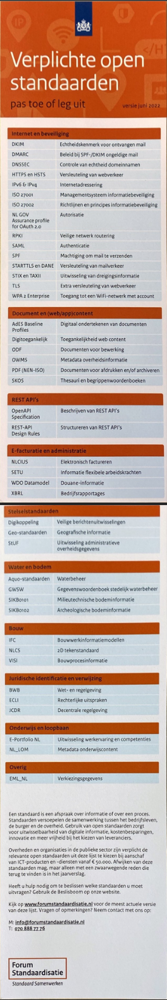 Verplichte open
standaarden
pas toe of leg uit
versie juni 2022
Internet en beveiliging
DKIM Echtheidskenmerk voor ontvangen mail
DMARC Beleid bij SPF-/DKIM ongeldige mail
DNSSEC Controle van echtheid domeinnamen
HTTPS en HSTS Versleuteling van webverkeer
IPv6 & IPv4 Internetadressering
ISO 27001 Managementsysteem informatiebeveiliging
ISO 27002 Richtlijnen en principes informatiebeveiliging
NL GOV Autorisatie
Assurance profile
for OAuth 2.0
RPKI Veilige netwerk routering
SAML Authenticatie
SPF Machtiging om mail te verzenden
STARTTLS en DANE Versleuteling van mailverkeer
STIX en TAXII Uitwisseling van dreigingsinformatie
TLS Extra versleuteling van webverkeer
WPA 2 Enterprise Toegang tot een WiFi-netwerk met account
Document en (web/app)content
AdES Baseline Digitaal ondertekenen van documenten
Profiles
Digitoegankelijk Toegankelijkheid web content
ODF Documenten voor bewerking
OWMS Metadata overheidsinformatie
PDF (NEN-ISO) Documenten voor afdrukken en/of archiveren
SKOS Thesauri en begrippenwoordenboeken
REST API's
OpenAPI Beschrijven van REST API's
Specification
REST-API Structureren van REST API's
Design Rules
E-facturatie en administratie
NLCIUS Elektronisch factureren
SETU Informatie flexibele arbeidskrachten
WDO Datamodel Douane-informatie
XBRL Bedrijfsrapportages
Stelselstandaarden
Digikoppeling Veilige berichtenuitwisselingen
Geo-standaarden Geografische informatie
StUF Uitwisseling administratieve
overheidsgegevens
Water en bodem
Aquo-standaarden Waterbeheer
GWSW Gegevenswoordenboek stedelijk waterbeheer
SIKB0101 Milieutechnische bodeminformatie
SIKB0102 Archeologische bodeminformatie
Bouw
IFC Bouwwerkinformatiemodellen
NLCS 2D tekenstandaard
VISI Bouwprocesinformatie
Juridische identificatie en verwijzing
BWB Wet- en regelgeving
ECLI Rechterlijke uitspraken
JCDR Decentrale regelgeving
Onderwijs en loopbaan
E-Portfolio NL Uitwisseling werkervaring en competenties
NL_LOM Metadata onderwijscontent
Overig
EML_NL Verkiezingsgegevens
Een standaard is een afspraak over informatie of over een proces.
Standaarden versoepelen de samenwerking tussen het bedrijfsleven,
de burger en de overheid. Gebruik van open standaarden zorgt
voor uitwisselbaarheid van digitale informatie, kostenbesparingen,
innovatie en meer vrijheid bij het kiezen van leveranciers.
Overheden en organisaties in de publieke sector zijn verplicht de
relevante open standaarden uit deze lijst te kiezen bij aanschaf
van ICT-producten en -diensten vanaf € 50.000. Afwijken van deze
standaarden mag, maar alleen met een zwaarwegende reden die
terug te vinden is in het jaarverslag.
Heeft u hulp nodig om te beslissen welke standaarden u moet
uitvragen? Gebruik de Beslisboom op onze website.
Kijk op www.forumstandaardisatie.nl voor de meest actuele versie
van deze lijst. Vragen of opmerkingen? Neem contact met ons op:
M: info@forumstandaardisatie.nl
T: 070 888 77 76
Forum
Standaardisatie
Standaard Samenwerken